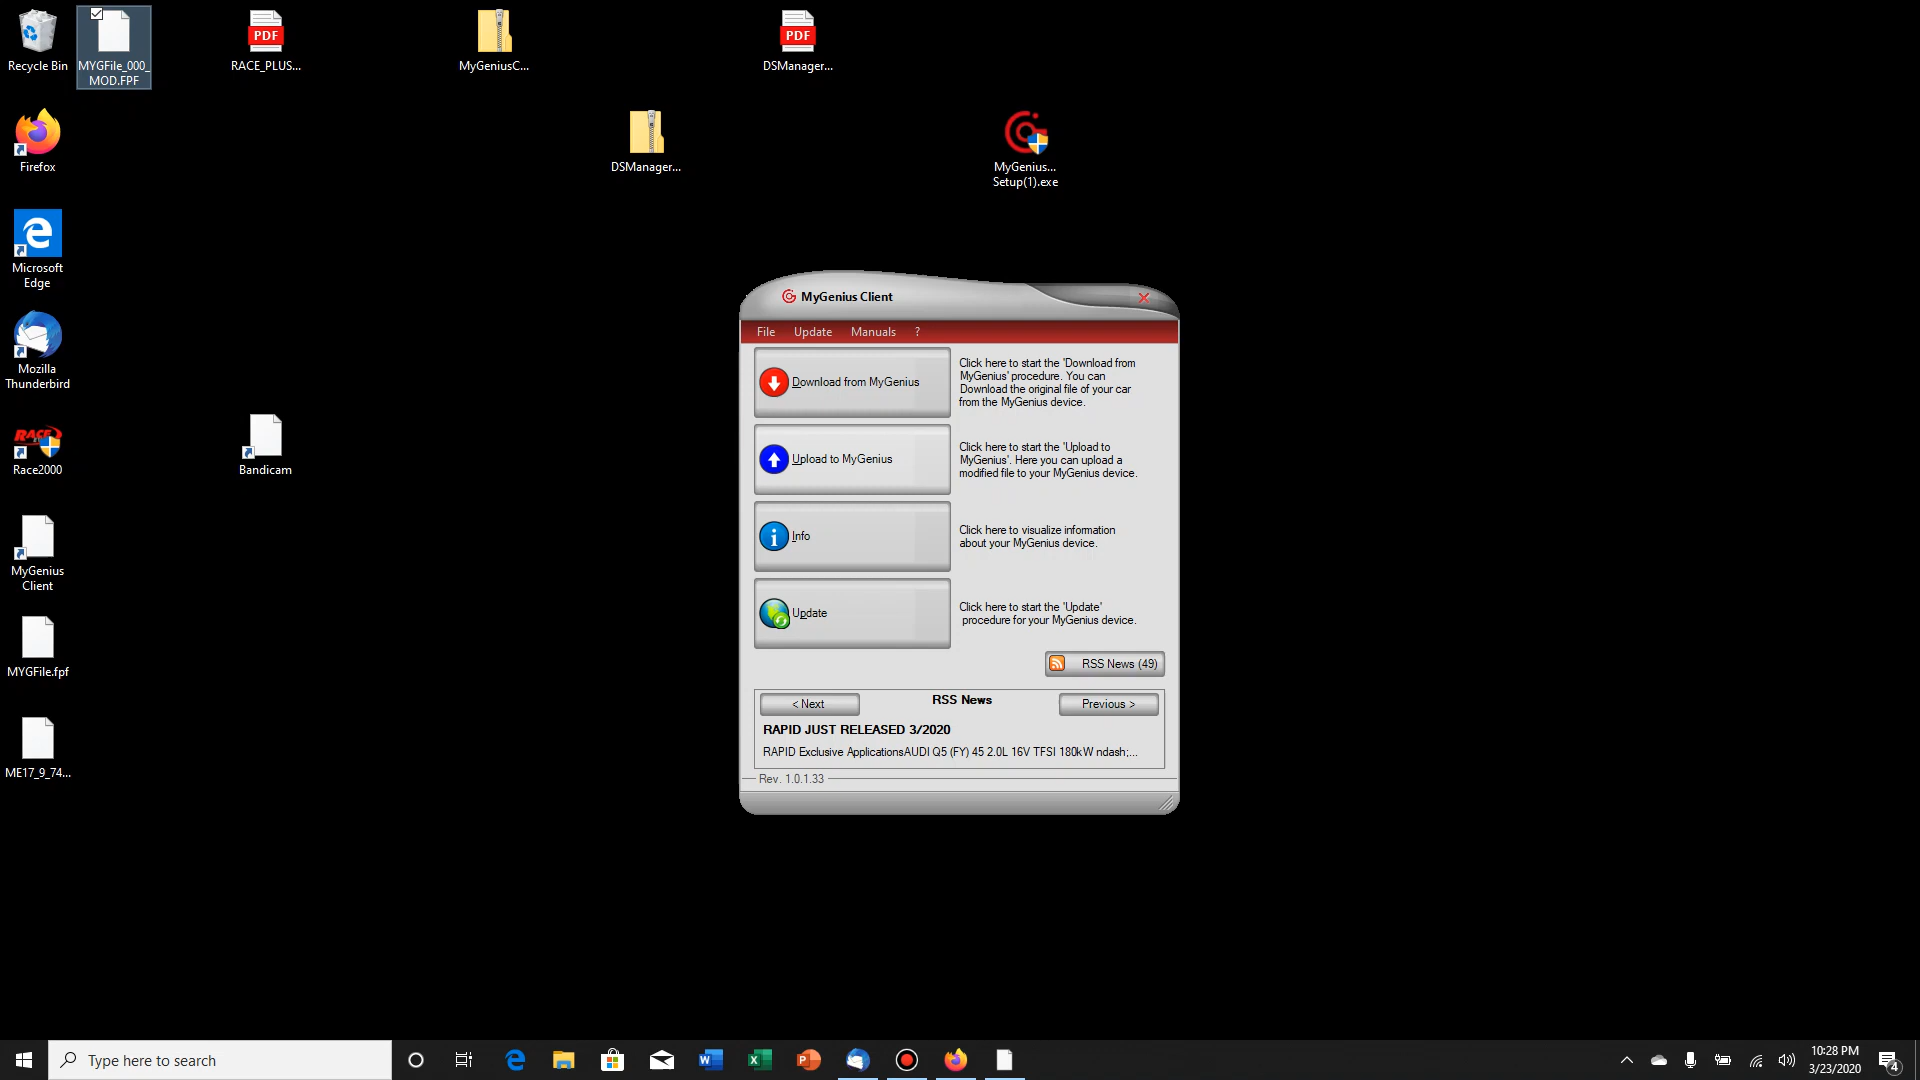 Recycle Bin
MYGFile_000_
MOD.FPF
RACE_PLUS...
MyGeniusC...
DSManager...
Firefox
DSManager...
MyGenius...
Setup(1).exe
Microsoft
Edge
Mozilla
Thunderbird
RACE
Race2000
Bandicam
MyGenius
Client
MYGFile.fpf
ME17_9_74...
MyGenius Client
File Update Manuals ?
Download from MyGenius
Click here to start the 'Download from
MyGenius' procedure. You can
Download the original file of your car
from the MyGenius device.
Upload to MyGenius
Click here to start the 'Upload to
MyGenius'. Here you can upload a
modified file to your MyGenius device.
Info
Click here to visualize information
about your MyGenius device.
Update
Click here to start the 'Update'
procedure for your MyGenius device.
RSS News (49)
< Next
RSS News
Previous >
RAPID JUST RELEASED 3/2020
RAPID Exclusive ApplicationsAUDI Q5 (FY) 45 2.0L 16V TFSI 180kW ndash;...
Rev. 1.0.1.33
Type here to search
10:28 PM
3/23/2020
4